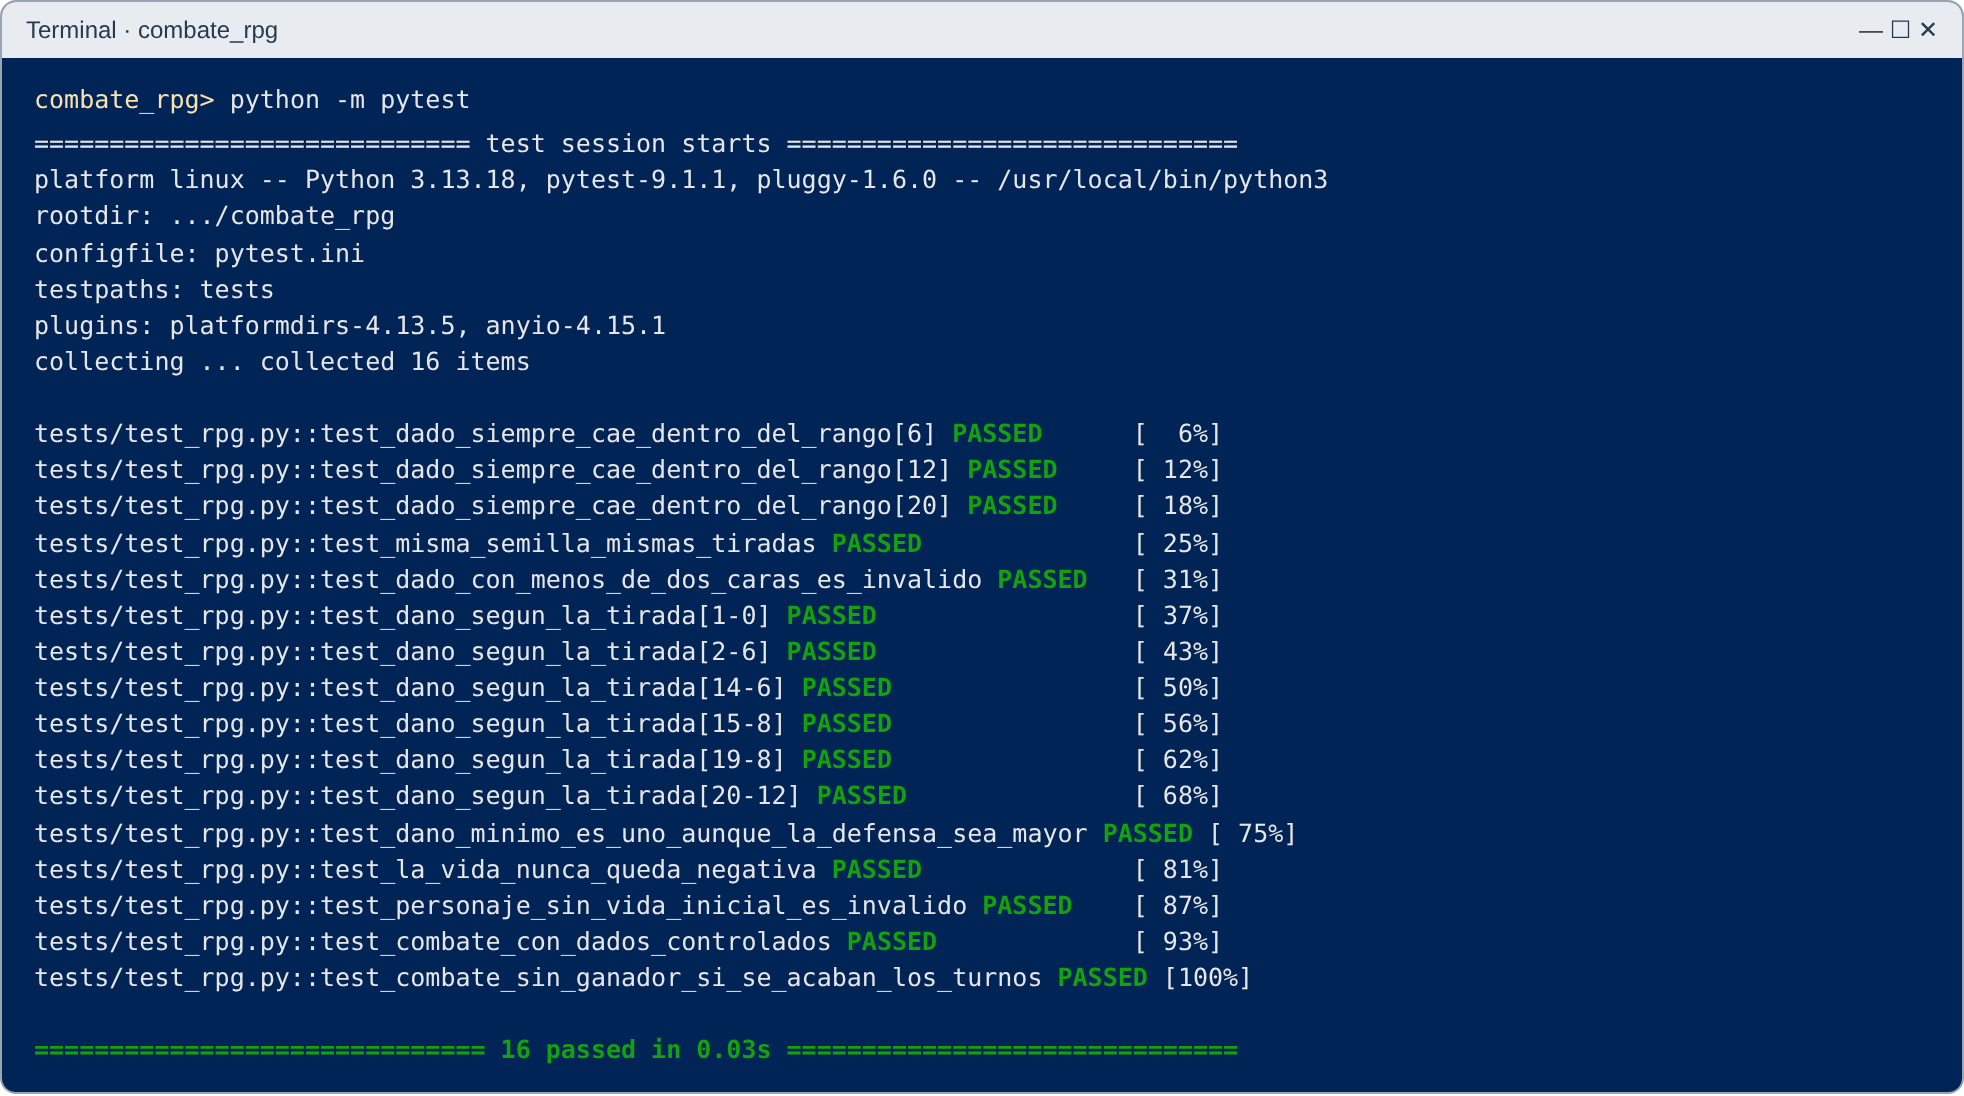 Terminal · combate_rpg
combate_rpg> python -m pytest
============================= test session starts ==============================
platform linux -- Python 3.13.18, pytest-9.1.1, pluggy-1.6.0 -- /usr/local/bin/python3
rootdir: .../combate_rpg
configfile: pytest.ini
testpaths: tests
plugins: platformdirs-4.13.5, anyio-4.15.1
collecting ... collected 16 items
tests/test_rpg.py::test_dado_siempre_cae_dentro_del_rango[6] PASSED      [  6%]
tests/test_rpg.py::test_dado_siempre_cae_dentro_del_rango[12] PASSED     [ 12%]
tests/test_rpg.py::test_dado_siempre_cae_dentro_del_rango[20] PASSED     [ 18%]
tests/test_rpg.py::test_misma_semilla_mismas_tiradas PASSED              [ 25%]
tests/test_rpg.py::test_dado_con_menos_de_dos_caras_es_invalido PASSED   [ 31%]
tests/test_rpg.py::test_dano_segun_la_tirada[1-0] PASSED                 [ 37%]
tests/test_rpg.py::test_dano_segun_la_tirada[2-6] PASSED                 [ 43%]
tests/test_rpg.py::test_dano_segun_la_tirada[14-6] PASSED                [ 50%]
tests/test_rpg.py::test_dano_segun_la_tirada[15-8] PASSED                [ 56%]
tests/test_rpg.py::test_dano_segun_la_tirada[19-8] PASSED                [ 62%]
tests/test_rpg.py::test_dano_segun_la_tirada[20-12] PASSED               [ 68%]
tests/test_rpg.py::test_dano_minimo_es_uno_aunque_la_defensa_sea_mayor PASSED [ 75%]
tests/test_rpg.py::test_la_vida_nunca_queda_negativa PASSED              [ 81%]
tests/test_rpg.py::test_personaje_sin_vida_inicial_es_invalido PASSED    [ 87%]
tests/test_rpg.py::test_combate_con_dados_controlados PASSED             [ 93%]
tests/test_rpg.py::test_combate_sin_ganador_si_se_acaban_los_turnos PASSED [100%]
============================== 16 passed in 0.03s ==============================